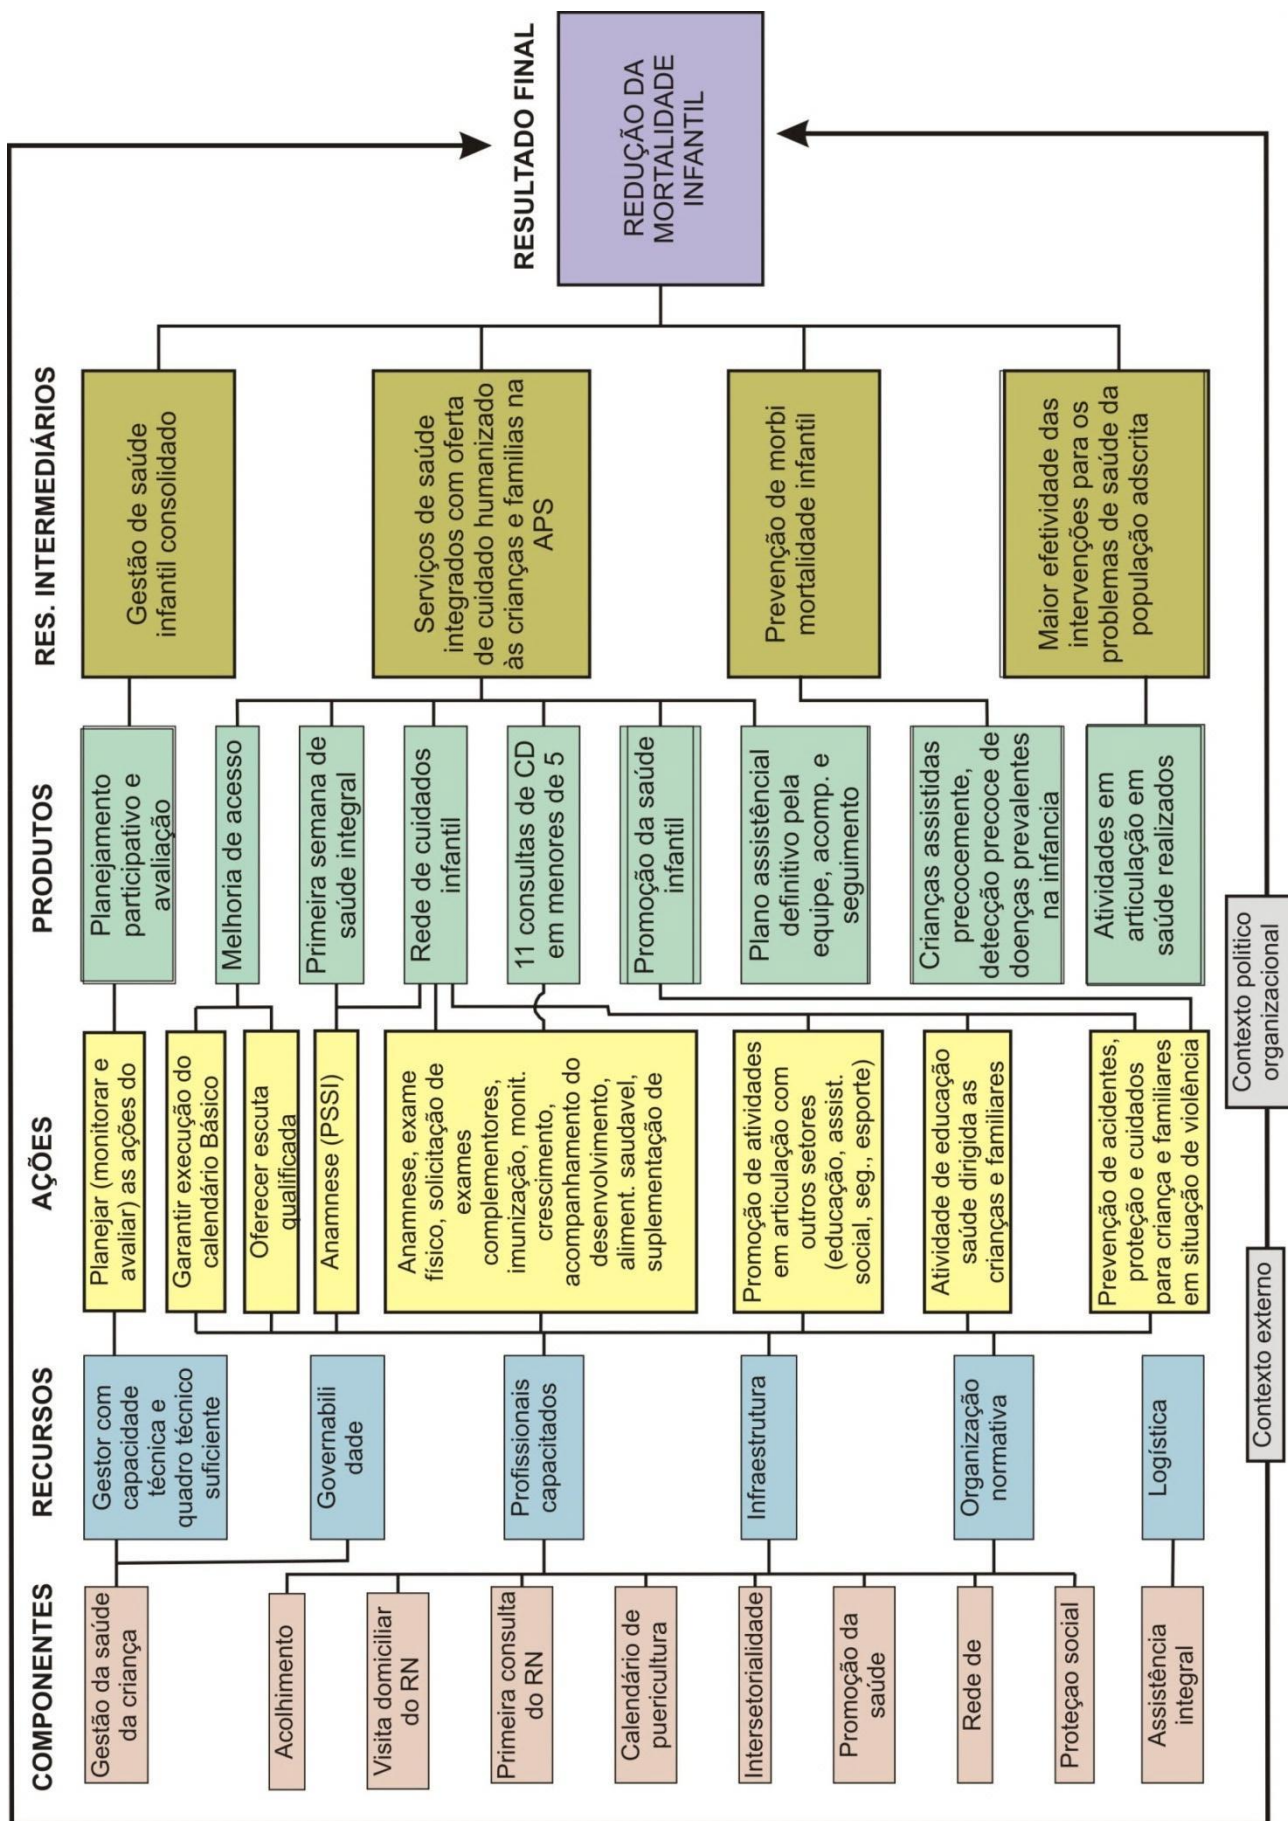 COMPONENTES
Gestão da saúde
da criança
Acolhimento
Visita domiciliar
do RN
Primeira consulta
do RN
Calendário de
puericultura
Intersetorialidade
Promoção da
saúde
Rede de
Proteção social
Assistência
integral
RECURSOS
Gestor com
capacidade
técnica e
quadro técnico
suficiente
Governabili
dade
Profissionais
capacitados
Infraestrutura
Organização
normativa
Logística
AÇÕES
Planejar (monitorar e
avaliar) as ações do
Garantir execução do
calendário Básico
Oferecer escuta
qualificada
Anamnese (PSSI)
Anamnese, exame
físico, solicitação de
exames
complementores,
imunização, monit.
crescimento,
acompanhamento do
desenvolvimento,
aliment. saudavel,
suplementação de
Promoção de atividades
em articulação com
outros setores
(educação, assist.
social, seg., esporte)
Atividade de educação
saúde dirigida as
crianças e familiares
Prevenção de acidentes,
proteção e cuidados
para criança e familiares
em situação de violência
PRODUTOS
Planejamento
participativo e
avaliação
Melhoria de acesso
Primeira semana de
saúde integral
Rede de cuidados
infantil
11 consultas de CD
em menores de 5
Promoção da saúde
infantil
Plano assistêncial
definitivo pela
equipe, acomp. e
seguimento
Crianças assistidas
precocemente,
detecção precoce de
doenças prevalentes
na infancia
Atividades em
articulação em
saúde realizados
RES. INTERMEDIÁRIOS
Gestão de saúde
infantil consolidado
Serviços de saúde
integrados com oferta
de cuidado humanizado
às crianças e familias na
APS
Prevenção de morbi
mortalidade infantil
Maior efetividade das
intervenções para os
problemas de saúde da
população adscrita
RESULTADO FINAL
REDUÇÃO DA
MORTALIDADE
INFANTIL
Contexto externo
Contexto politico
organizacional